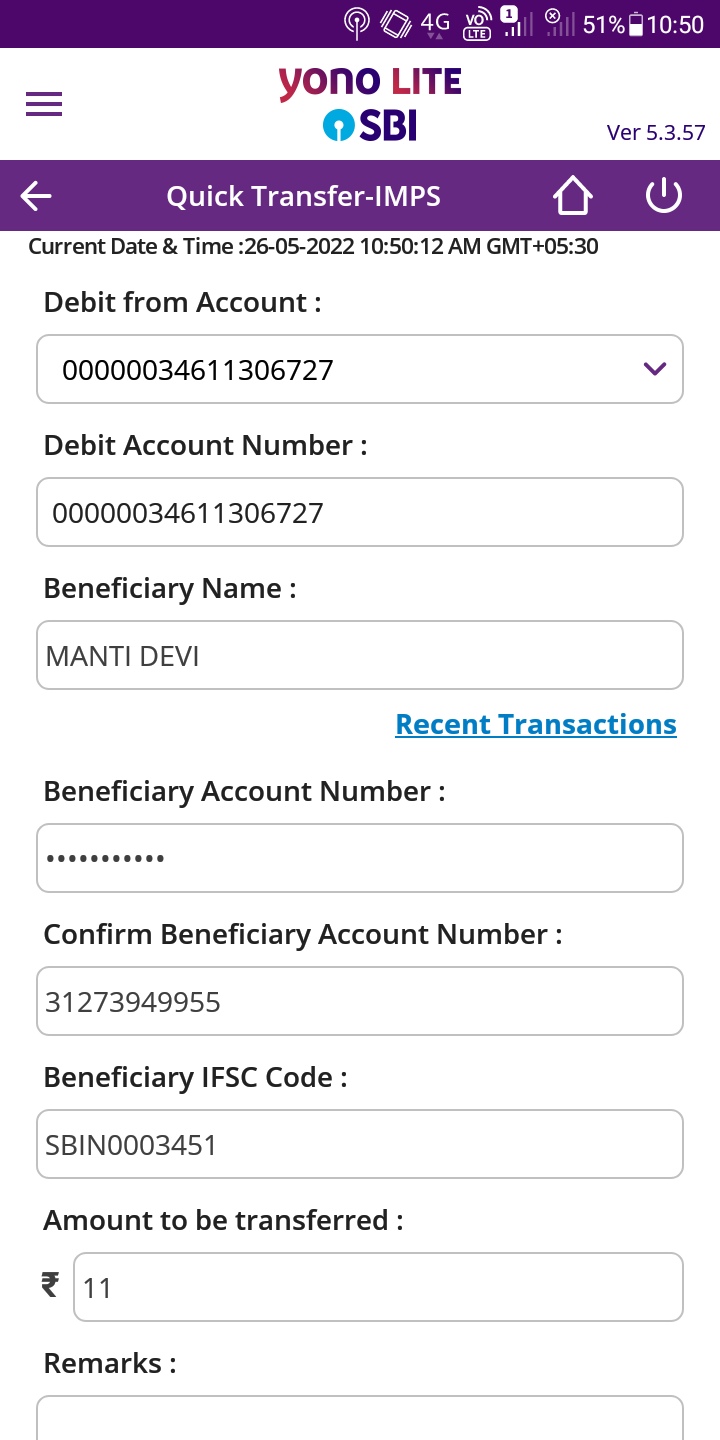 4G VO LTE 1 51% 10:50
yono LITE
SBI
Ver 5.3.57
Quick Transfer-IMPS
Current Date & Time :26-05-2022 10:50:12 AM GMT+05:30
Debit from Account :
00000034611306727
Debit Account Number :
00000034611306727
Beneficiary Name :
MANTI DEVI
Recent Transactions
Beneficiary Account Number :
•••••••••••
Confirm Beneficiary Account Number :
31273949955
Beneficiary IFSC Code :
SBIN0003451
Amount to be transferred :
₹ 11
Remarks :